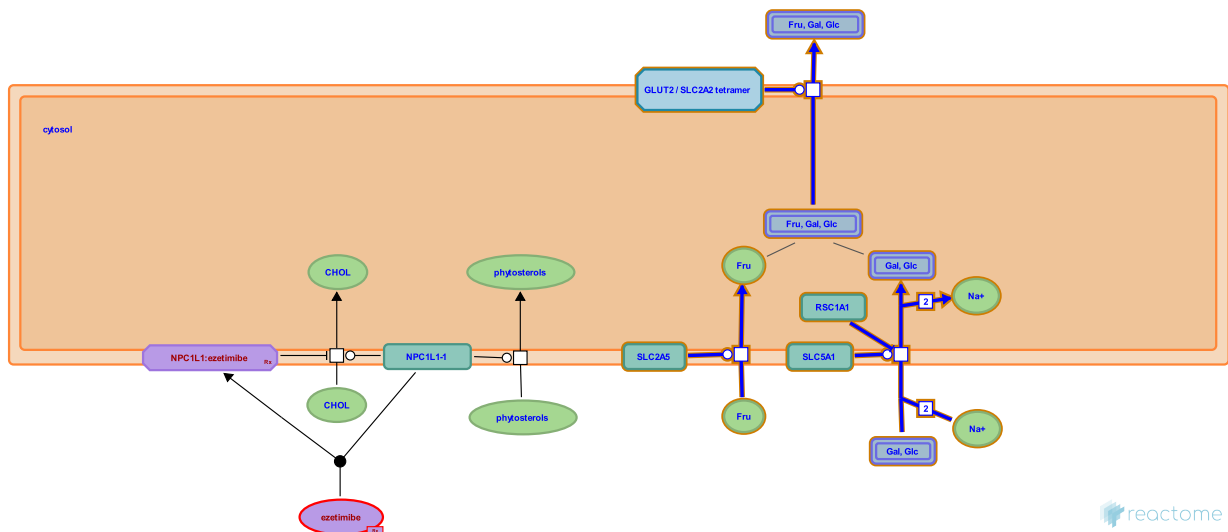 Fru, Gal, Glc
GLUT2 / SLC2A2 tetramer
cytosol
Fru, Gal, Glc
CHOL
phytosterols
Fru
Gal, Glc
2
Na+
RSC1A1
NPC1L1:ezetimibe
Rx
NPC1L1-1
SLC2A5
SLC5A1
CHOL
phytosterols
Fru
2
Na+
Gal, Glc
ezetimibe
Rx
reactome